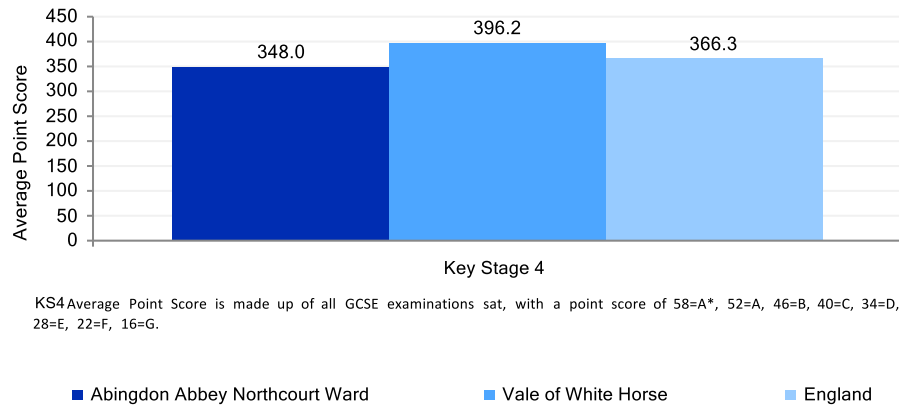 450
400
350
300
250
200
150
100
50
0
Average Point Score
348.0
396.2
366.3
Key Stage 4
KS4 Average Point Score is made up of all GCSE examinations sat, with a point score of 58=A*, 52=A, 46=B, 40=C, 34=D,
28=E, 22=F, 16=G.
Abingdon Abbey Northcourt Ward Vale of White Horse England